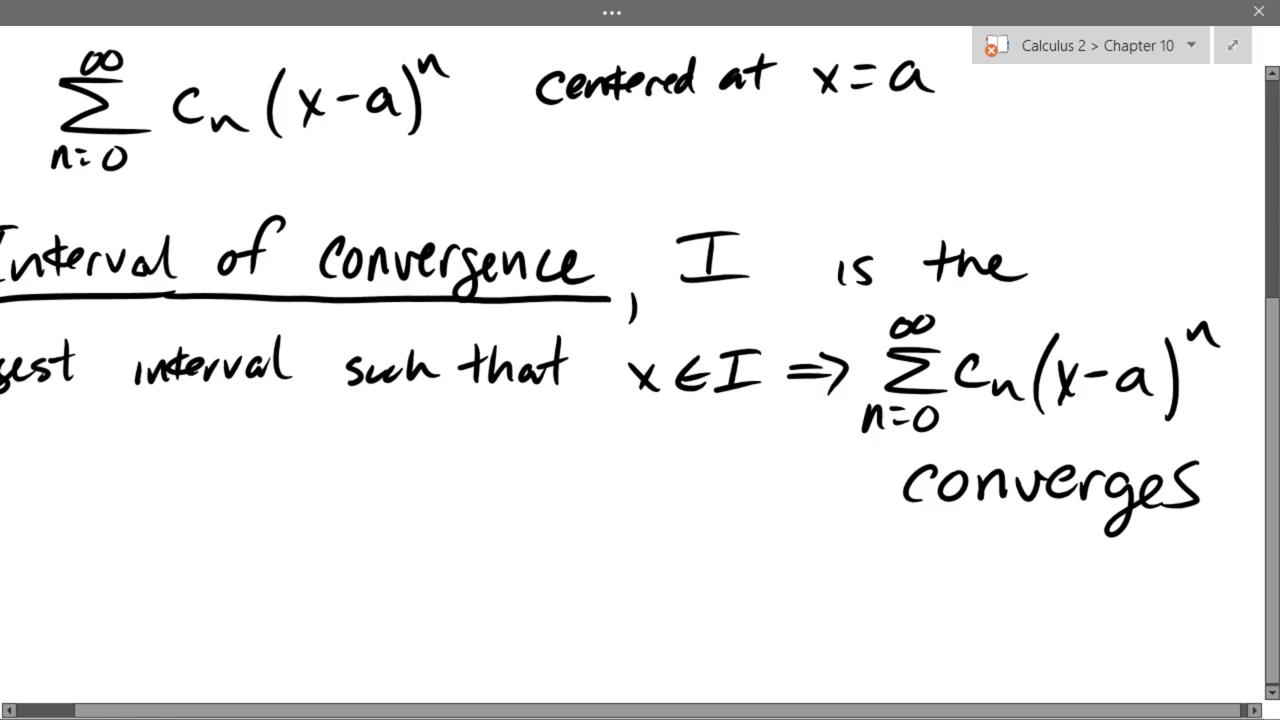 Calculus 2 > Chapter 10
∞
∑ cₙ (x-a)ⁿ centered at x=a
n=0
Interval of convergence, I is the
gest interval such that x∈I ⇒ ∞
∑ cₙ(x-a)ⁿ
n=0
converges